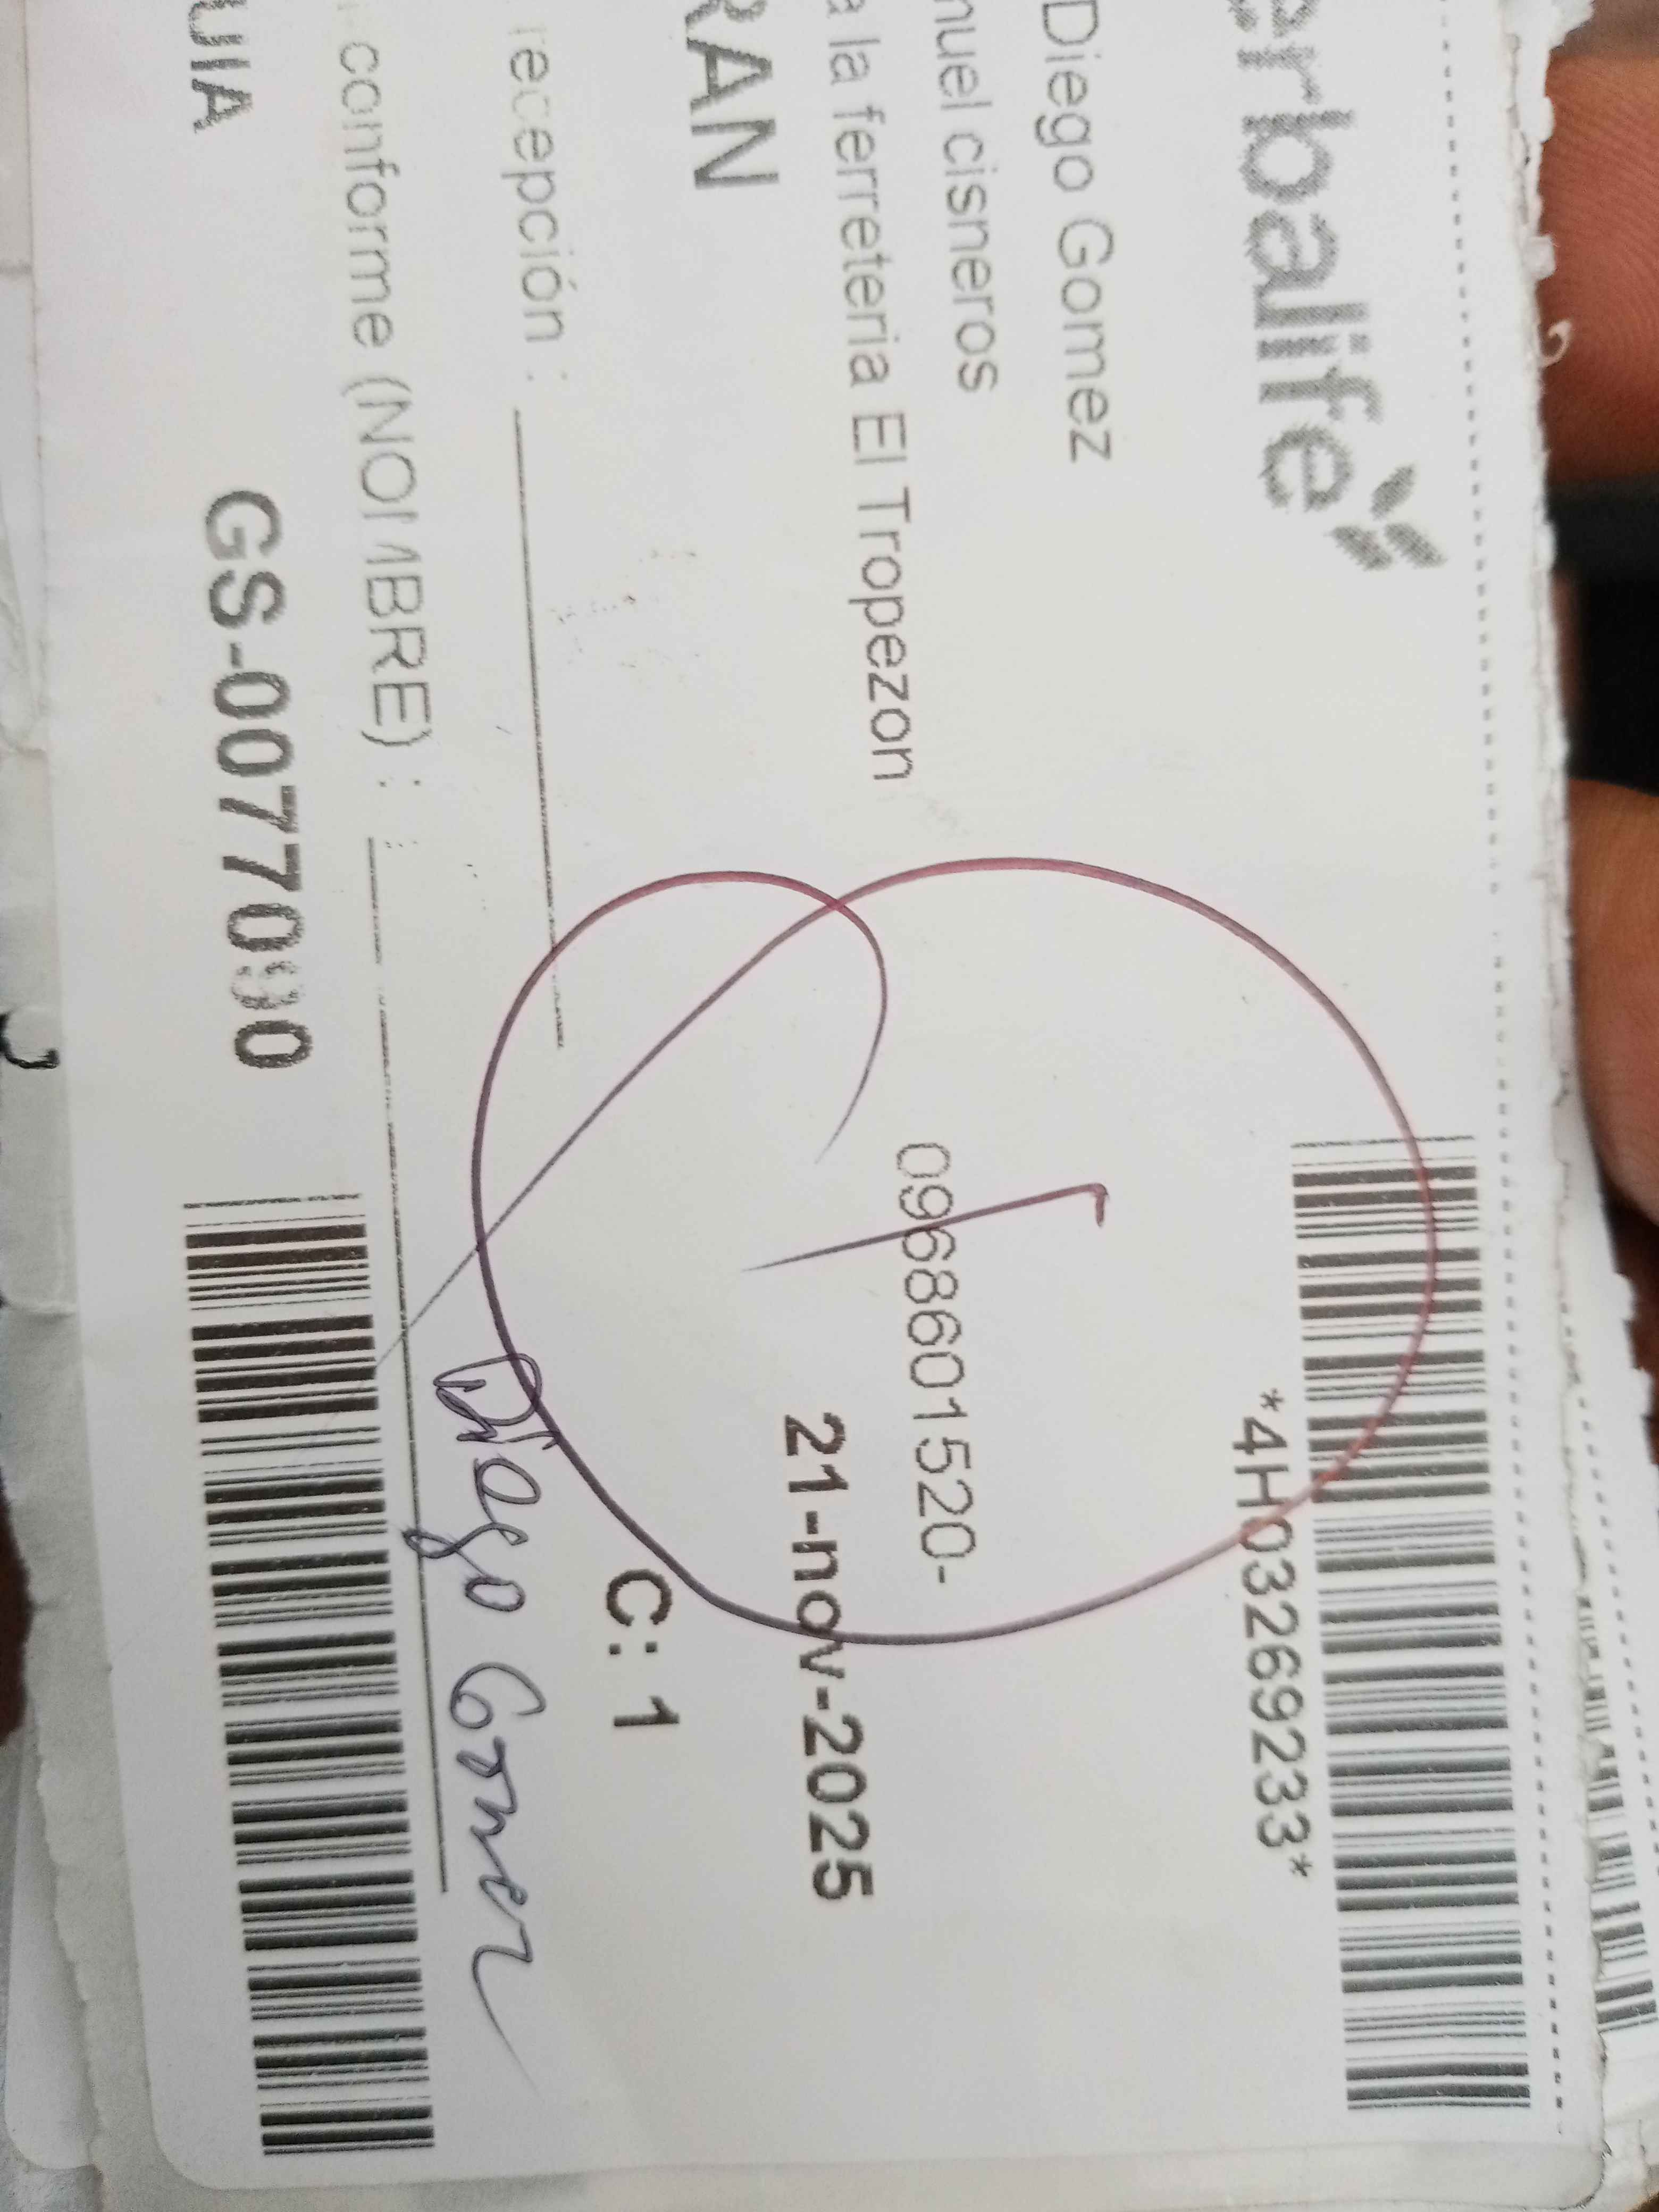 erbalife
*4H03269233*
Diego Gomez
nuel cisneros
a la ferreteria El Tropezon 0968601520-
RAN 21-nov-2025
C: 1
recepción :
conforme (NOMBRE) : Diego Gomez
UIA GS-0077000